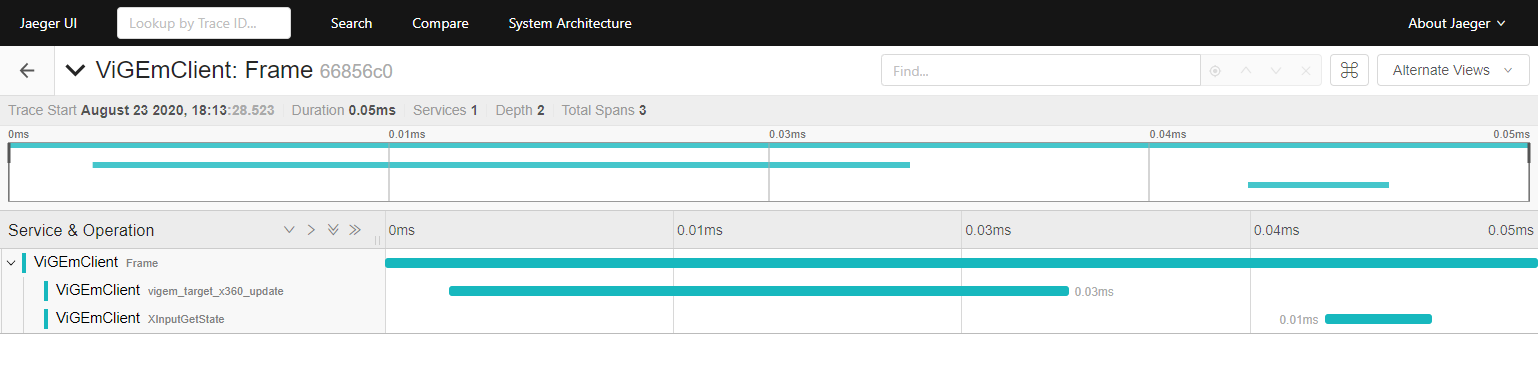 Jaeger UI Lookup by Trace ID... Search Compare System Architecture About Jaeger
ViGEmClient: Frame 66856c0 Find... Alternate Views
Trace Start August 23 2020, 18:13:28.523 Duration 0.05ms Services 1 Depth 2 Total Spans 3
0ms 0.01ms 0.03ms 0.04ms 0.05ms
Service & Operation 0ms 0.01ms 0.03ms 0.04ms 0.05ms
ViGEmClient Frame
ViGEmClient vigem_target_x360_update 0.03ms
ViGEmClient XInputGetState 0.01ms